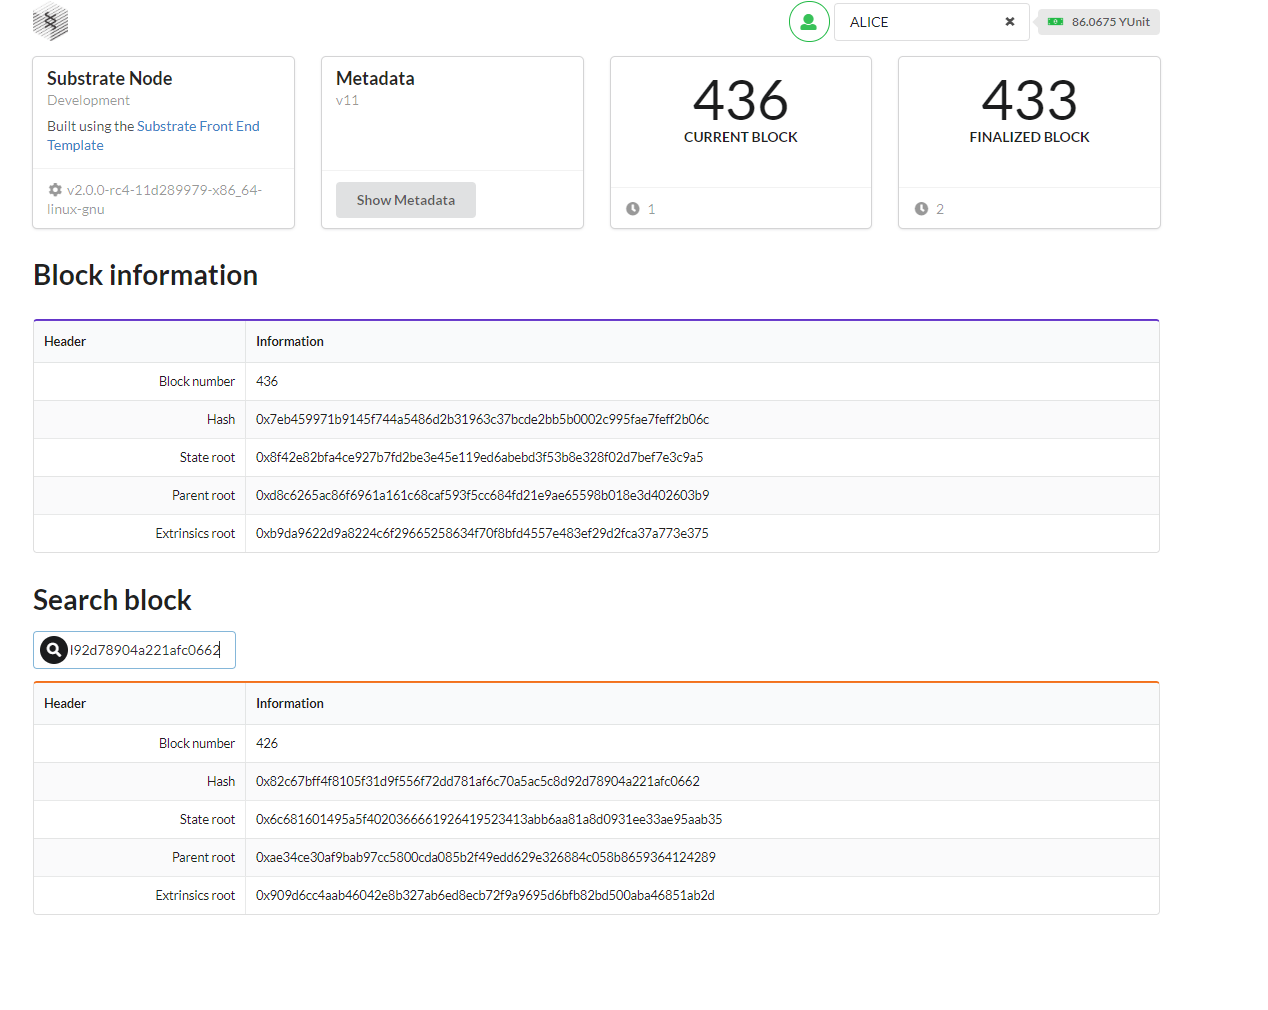 ALICE
86.0675 YUnit
Substrate Node
Development
Built using the Substrate Front End
Template
v2.0.0-rc4-11d289979-x86_64-
linux-gnu
Metadata
v11
Show Metadata
436
CURRENT BLOCK
1
433
FINALIZED BLOCK
2
Block information
Header Information
Block number 436
Hash 0x7eb459971b9145f744a5486d2b31963c37bcde2bb5b0002c995fae7feff2b06c
State root 0x8f42e82bfa4ce927b7fd2be3e45e119ed6abebd3f53b8e328f02d7bef7e3c9a5
Parent root 0xd8c6265ac86f6961a161c68caf593f5cc684fd21e9ae65598b018e3d402603b9
Extrinsics root 0xb9da9622d9a8224c6f29665258634f70f8bfd4557e483ef29d2fca37a773e375
Search block
l92d78904a221afc0662
Header Information
Block number 426
Hash 0x82c67bff4f8105f31d9f556f72dd781af6c70a5ac5c8d92d78904a221afc0662
State root 0x6c681601495a5f4020366661926419523413abb6aa81a8d0931ee33ae95aab35
Parent root 0xae34ce30af9bab97cc5800cda085b2f49edd629e326884c058b8659364124289
Extrinsics root 0x909d6cc4aab46042e8b327ab6ed8ecb72f9a9695d6bfb82bd500aba46851ab2d